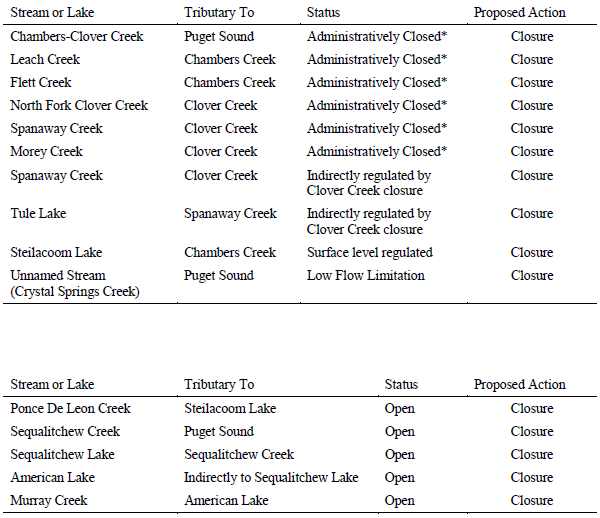 Stream or Lake Tributary To Status Proposed Action
Chambers-Clover Creek Puget Sound Administratively Closed* Closure
Leach Creek Chambers Creek Administratively Closed* Closure
Flett Creek Chambers Creek Administratively Closed* Closure
North Fork Clover Creek Clover Creek Administratively Closed* Closure
Spanaway Creek Clover Creek Administratively Closed* Closure
Morey Creek Clover Creek Administratively Closed* Closure
Spanaway Creek Clover Creek Indirectly regulated by Closure
Clover Creek closure
Tule Lake Spanaway Creek Indirectly regulated by Closure
Clover Creek closure
Steilacoom Lake Chambers Creek Surface level regulated Closure
Unnamed Stream Puget Sound Low Flow Limitation Closure
(Crystal Springs Creek)
Stream or Lake Tributary To Status Proposed Action
Ponce De Leon Creek Steilacoom Lake Open Closure
Sequalitchew Creek Puget Sound Open Closure
Sequalitchew Lake Sequalitchew Creek Open Closure
American Lake Indirectly to Sequalitchew Lake Open Closure
Murray Creek American Lake Open Closure